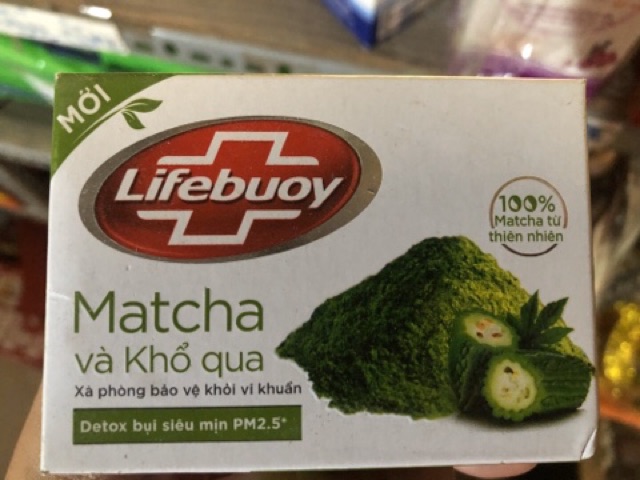 MỚI
Lifebuoy
100%
Matcha từ
thiên nhiên
Matcha
và Khổ qua
Xà phòng bảo vệ khỏi vi khuẩn
Detox bụi siêu mịn PM2.5*